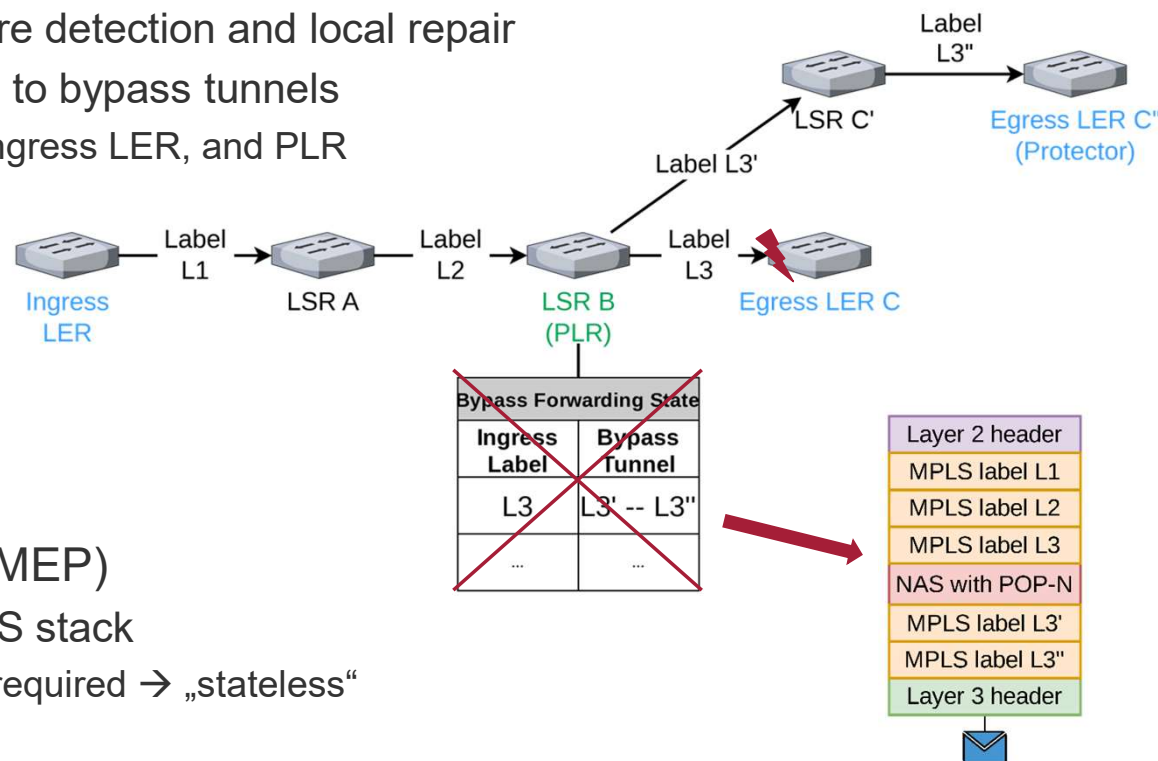 re detection and local repair
to bypass tunnels
ngress LER, and PLR
Label
L3"
LSR C'
Egress LER C"
(Protector)
Label L3'
Label
L1
Label
L2
Label
L3
Ingress
LER
LSR A
LSR B
(PLR)
Egress LER C
Bypass Forwarding State
Ingress
Label
Bypass
Tunnel
L3
L3' -- L3"
...
...
MEP)
S stack
required → „stateless“
Layer 2 header
MPLS label L1
MPLS label L2
MPLS label L3
NAS with POP-N
MPLS label L3'
MPLS label L3"
Layer 3 header